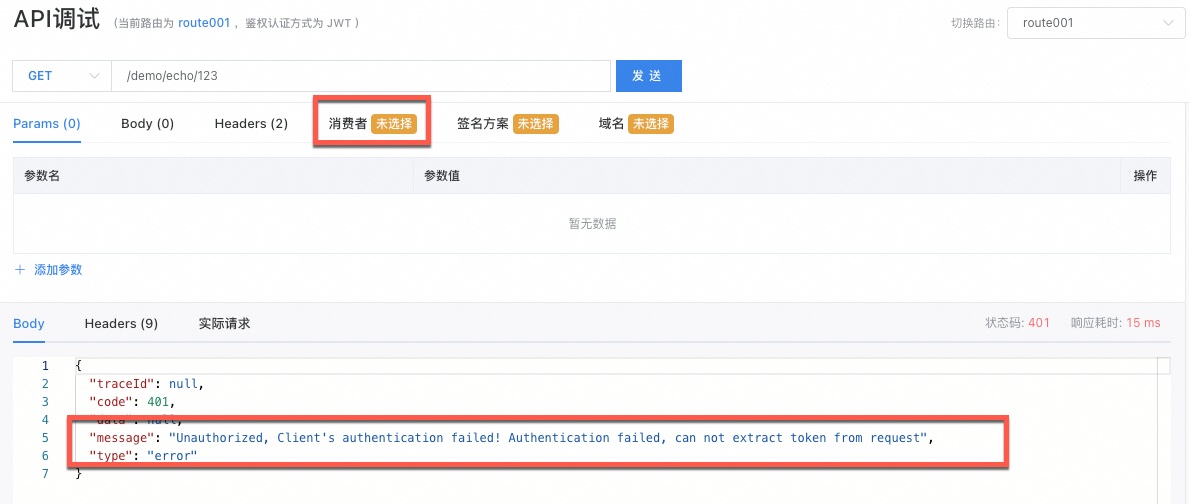 API调试 (当前路由为 route001 ，鉴权认证方式为 JWT )
切换路由: route001
GET /demo/echo/123 发送
Params (0) Body (0) Headers (2) 消费者 未选择 签名方案 未选择 域名 未选择
参数名 参数值 操作
暂无数据
+ 添加参数
Body Headers (9) 实际请求 状态码: 401 响应耗时: 15 ms
1 {
2 "traceId": null,
3 "code": 401,
4 "data": null,
5 "message": "Unauthorized, Client's authentication failed! Authentication failed, can not extract token from request",
6 "type": "error"
7 }